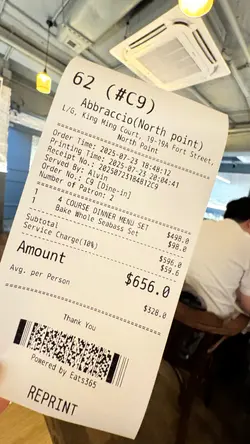 62 (#C9)
Abbraccio(North point)
L/G, King Ming Court, 19-19A Fort Street,
North Point
Order Time: 2025-07-23 18:48:12
Printing Time: 2025-07-23 20:04:41
Receipt No.: 20250723184812C9
Served By: Alvin
Order No.: C9 [Dine-in]
Number of Patron: 2
1 4 COURSE DINNER MENU SET $498.0
Bake Whole Seabass Set $98.0
Subtotal $596.0
Service Charge(10%) $59.6
Amount $656.0
Avg. per Person $328.0
Thank You
Powered by Eats365
REPRINT